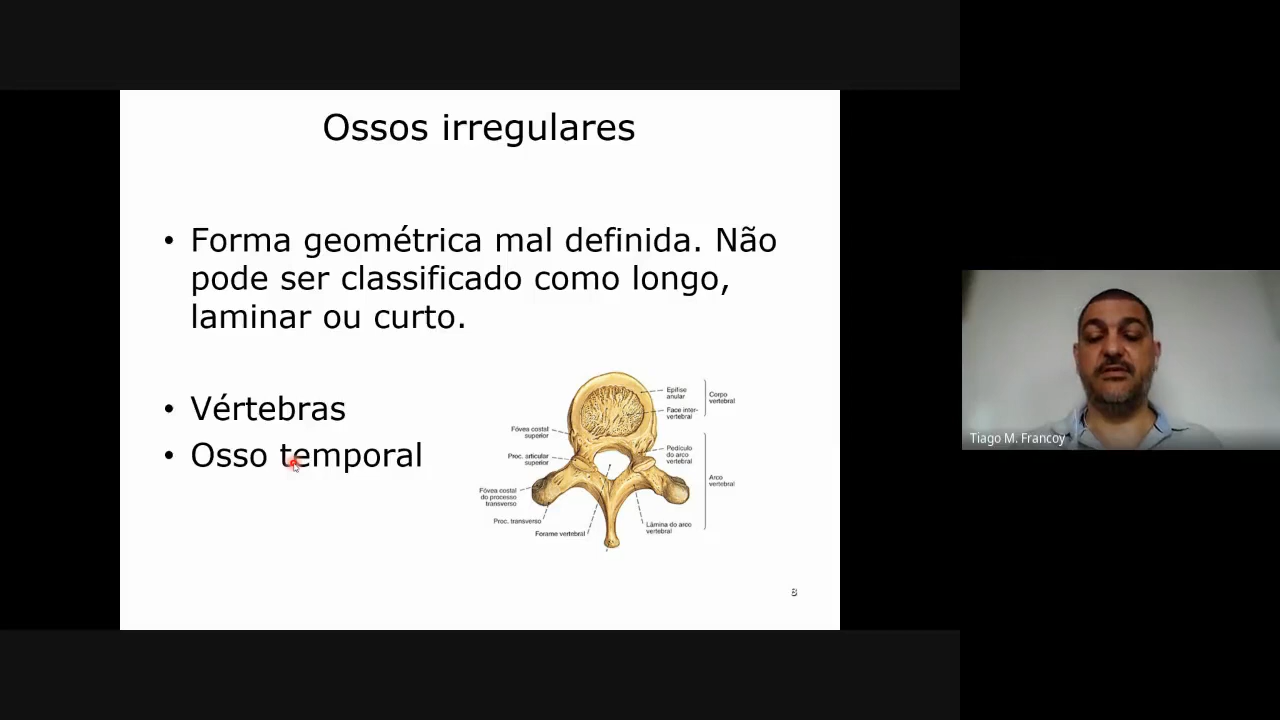 Ossos irregulares
• Forma geométrica mal definida. Não
pode ser classificado como longo,
laminar ou curto.
• Vértebras
• Osso temporal
Epífise
anular
Corpo
vertebral
Face inter-
vertebral
Fóvea costal
superior
Proc. articular
superior
Pedículo
do arco
vertebral
Arco
vertebral
Fóvea costal
do processo
transverso
Proc. transverso
Forame vertebral
Lâmina do arco
vertebral
8
Tiago M. Francoy